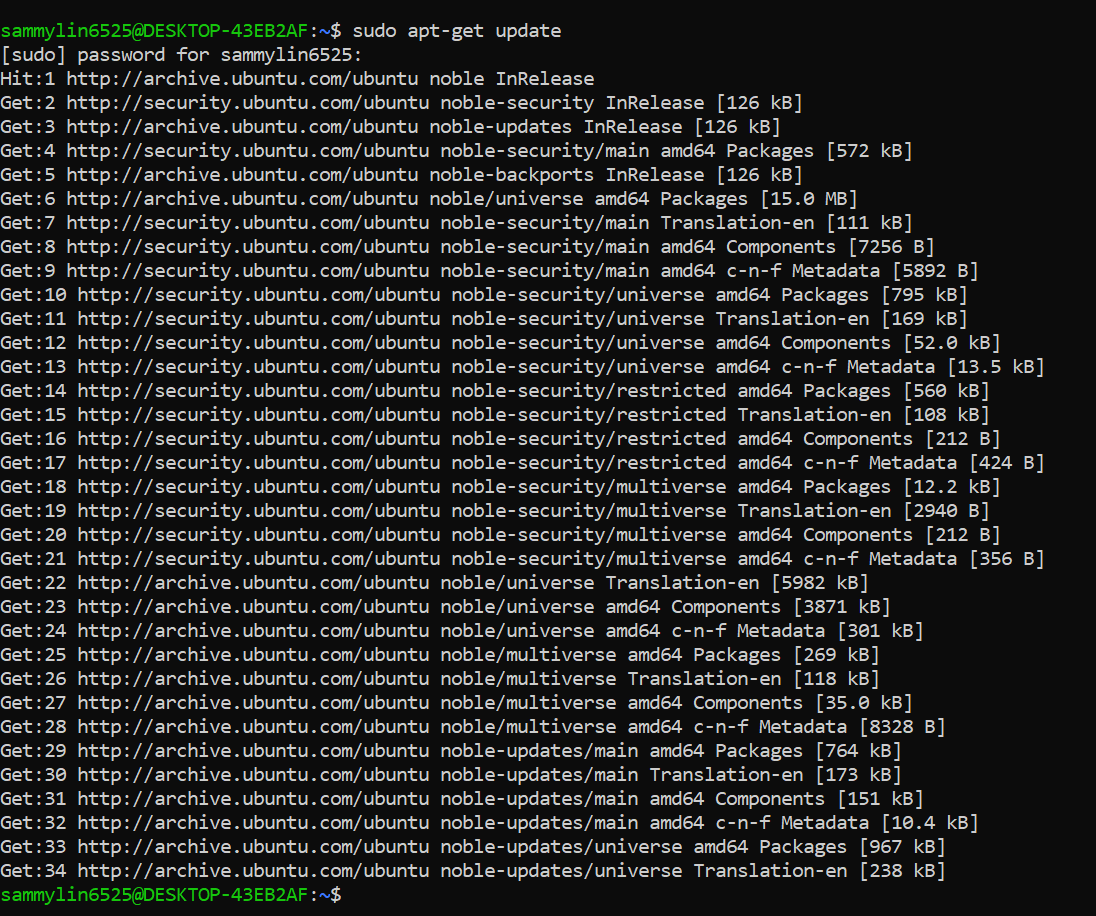 sammylin6525@DESKTOP-43EB2AF:~$ sudo apt-get update
[sudo] password for sammylin6525:
Hit:1 http://archive.ubuntu.com/ubuntu noble InRelease
Get:2 http://security.ubuntu.com/ubuntu noble-security InRelease [126 kB]
Get:3 http://archive.ubuntu.com/ubuntu noble-updates InRelease [126 kB]
Get:4 http://security.ubuntu.com/ubuntu noble-security/main amd64 Packages [572 kB]
Get:5 http://archive.ubuntu.com/ubuntu noble-backports InRelease [126 kB]
Get:6 http://archive.ubuntu.com/ubuntu noble/universe amd64 Packages [15.0 MB]
Get:7 http://security.ubuntu.com/ubuntu noble-security/main Translation-en [111 kB]
Get:8 http://security.ubuntu.com/ubuntu noble-security/main amd64 Components [7256 B]
Get:9 http://security.ubuntu.com/ubuntu noble-security/main amd64 c-n-f Metadata [5892 B]
Get:10 http://security.ubuntu.com/ubuntu noble-security/universe amd64 Packages [795 kB]
Get:11 http://security.ubuntu.com/ubuntu noble-security/universe Translation-en [169 kB]
Get:12 http://security.ubuntu.com/ubuntu noble-security/universe amd64 Components [52.0 kB]
Get:13 http://security.ubuntu.com/ubuntu noble-security/universe amd64 c-n-f Metadata [13.5 kB]
Get:14 http://security.ubuntu.com/ubuntu noble-security/restricted amd64 Packages [560 kB]
Get:15 http://security.ubuntu.com/ubuntu noble-security/restricted Translation-en [108 kB]
Get:16 http://security.ubuntu.com/ubuntu noble-security/restricted amd64 Components [212 B]
Get:17 http://security.ubuntu.com/ubuntu noble-security/restricted amd64 c-n-f Metadata [424 B]
Get:18 http://security.ubuntu.com/ubuntu noble-security/multiverse amd64 Packages [12.2 kB]
Get:19 http://security.ubuntu.com/ubuntu noble-security/multiverse Translation-en [2940 B]
Get:20 http://security.ubuntu.com/ubuntu noble-security/multiverse amd64 Components [212 B]
Get:21 http://security.ubuntu.com/ubuntu noble-security/multiverse amd64 c-n-f Metadata [356 B]
Get:22 http://archive.ubuntu.com/ubuntu noble/universe Translation-en [5982 kB]
Get:23 http://archive.ubuntu.com/ubuntu noble/universe amd64 Components [3871 kB]
Get:24 http://archive.ubuntu.com/ubuntu noble/universe amd64 c-n-f Metadata [301 kB]
Get:25 http://archive.ubuntu.com/ubuntu noble/multiverse amd64 Packages [269 kB]
Get:26 http://archive.ubuntu.com/ubuntu noble/multiverse Translation-en [118 kB]
Get:27 http://archive.ubuntu.com/ubuntu noble/multiverse amd64 Components [35.0 kB]
Get:28 http://archive.ubuntu.com/ubuntu noble/multiverse amd64 c-n-f Metadata [8328 B]
Get:29 http://archive.ubuntu.com/ubuntu noble-updates/main amd64 Packages [764 kB]
Get:30 http://archive.ubuntu.com/ubuntu noble-updates/main Translation-en [173 kB]
Get:31 http://archive.ubuntu.com/ubuntu noble-updates/main amd64 Components [151 kB]
Get:32 http://archive.ubuntu.com/ubuntu noble-updates/main amd64 c-n-f Metadata [10.4 kB]
Get:33 http://archive.ubuntu.com/ubuntu noble-updates/universe amd64 Packages [967 kB]
Get:34 http://archive.ubuntu.com/ubuntu noble-updates/universe Translation-en [238 kB]
sammylin6525@DESKTOP-43EB2AF:~$